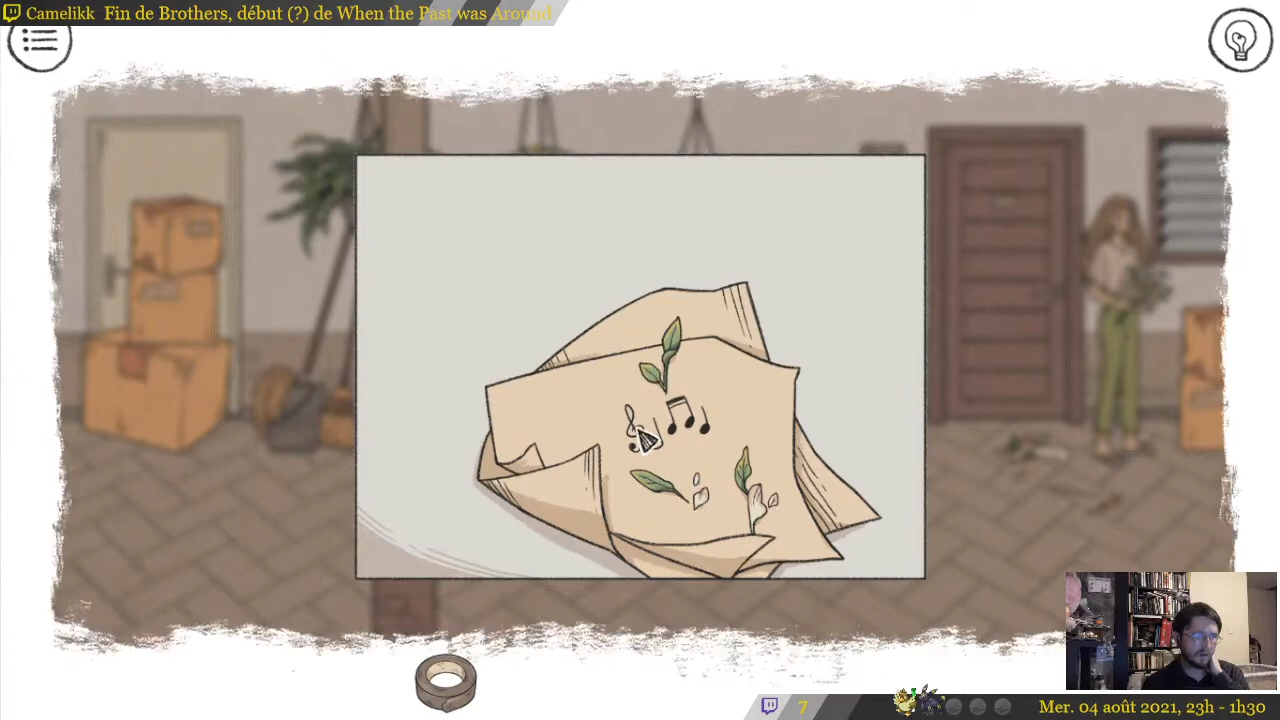 Camelikk Fin de Brothers, début (?) de When the Past was Around
7
Mer. 04 août 2021, 23h - 1h30